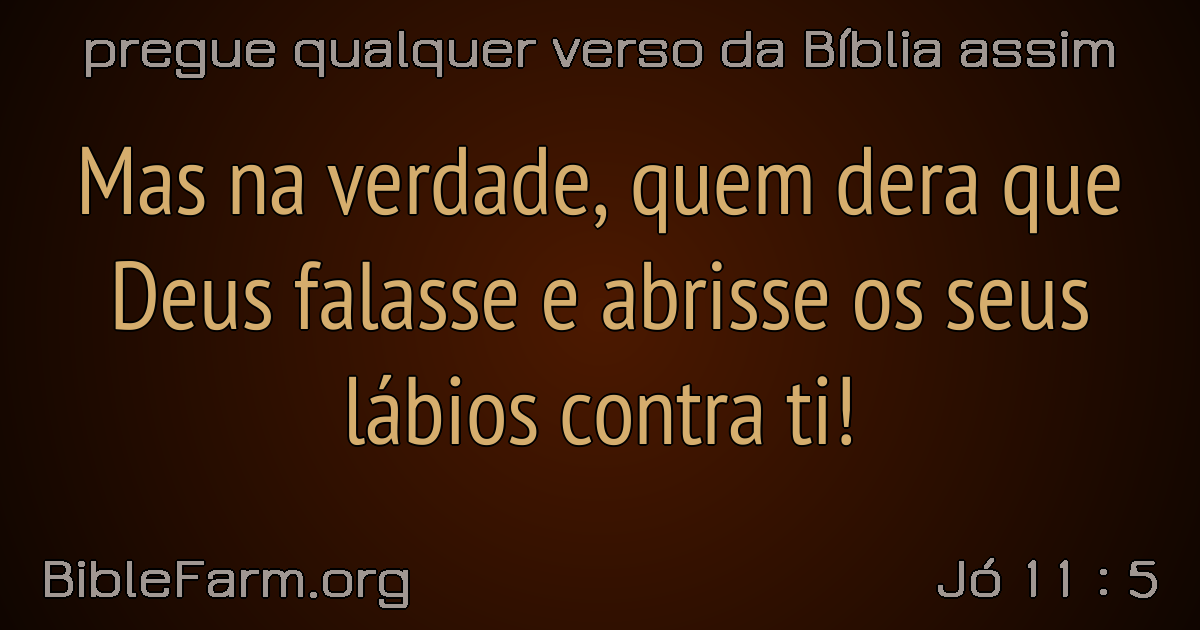 pregue qualquer verso da Bíblia assim
Mas na verdade, quem dera que
Deus falasse e abrisse os seus
lábios contra ti!
BibleFarm.org
Jó 11 : 5